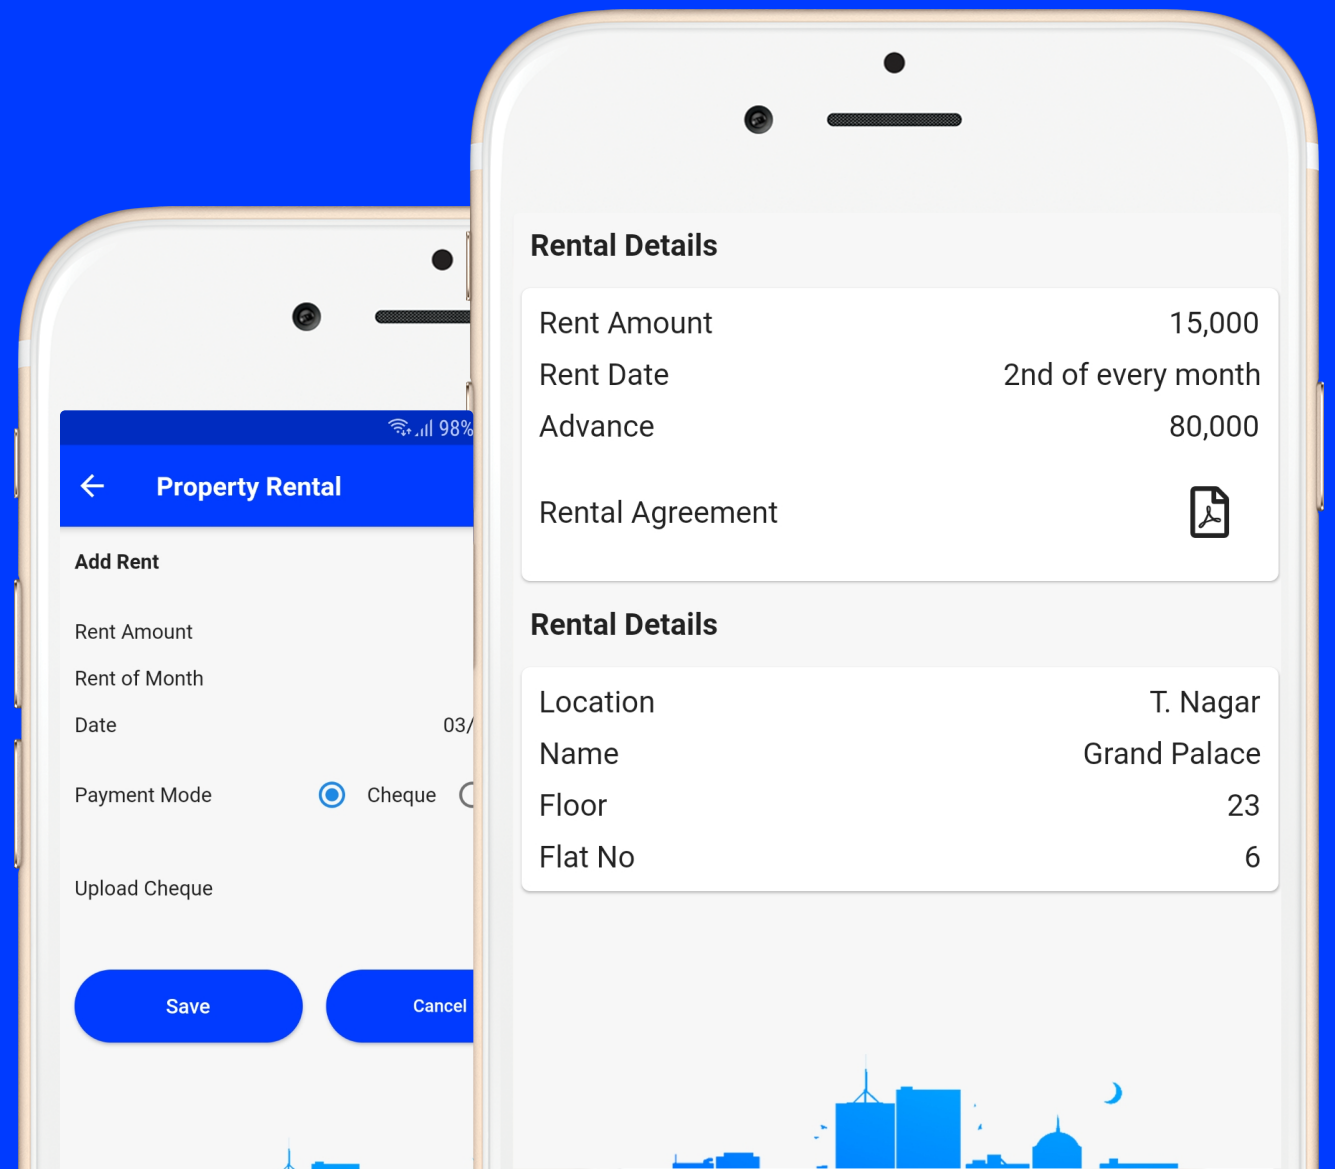 98%
Property Rental
Add Rent
Rent Amount
Rent of Month
Date 03/
Payment Mode Cheque
Upload Cheque
Save Cancel
Rental Details
Rent Amount 15,000
Rent Date 2nd of every month
Advance 80,000
Rental Agreement
Rental Details
Location T. Nagar
Name Grand Palace
Floor 23
Flat No 6